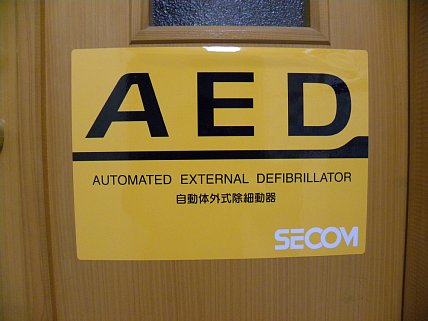 AED
AUTOMATED EXTERNAL DEFIBRILLATOR
自動体外式除細動器
SECOM